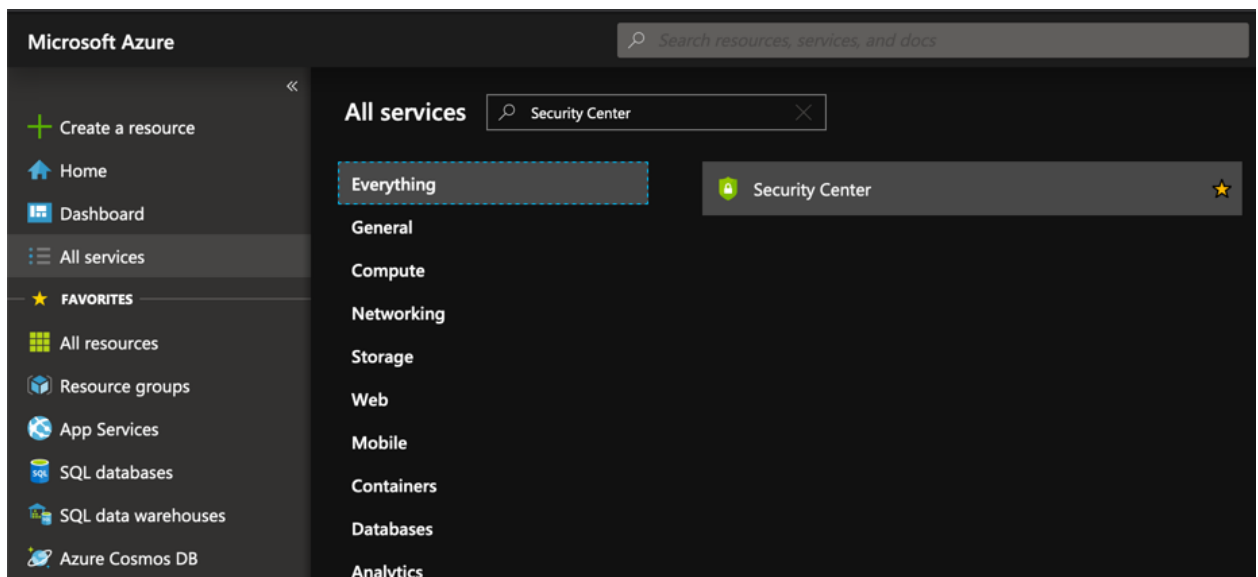 Microsoft Azure
Search resources, services, and docs
«
Create a resource
Home
Dashboard
All services
FAVORITES
All resources
Resource groups
App Services
SQL databases
SQL data warehouses
Azure Cosmos DB
All services
Security Center
Everything
General
Compute
Networking
Storage
Web
Mobile
Containers
Databases
Analytics
Security Center